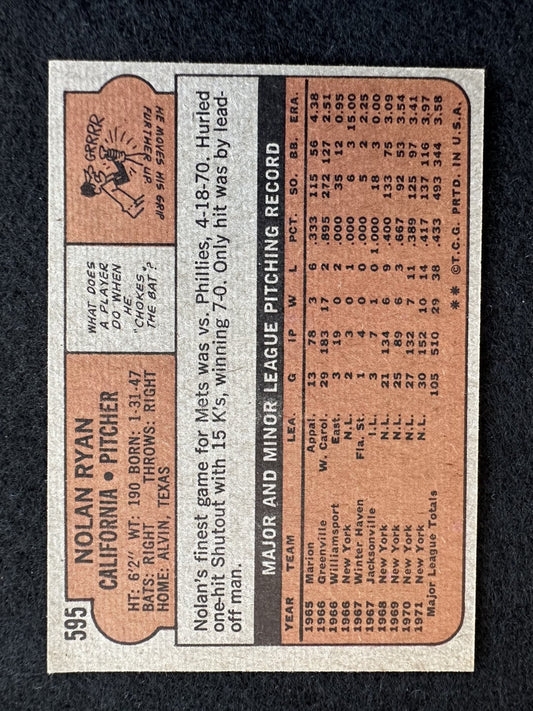 595
NOLAN RYAN
CALIFORNIA • PITCHER
HT: 6'2" WT: 190 BORN: 1-31-47
BATS: RIGHT THROWS: RIGHT
HOME: ALVIN, TEXAS
WHAT DOES
A PLAYER
DO WHEN
HE
"CHOKES"
THE BAT?
GRRRR
HE MOVES
HIS GRIP
FURTHER UP
Nolan's finest game for Mets was vs. Phillies, 4-18-70. Hurled
one-hit Shutout with 15 K's, winning 7-0. Only hit was by lead-
off man.
MAJOR AND MINOR LEAGUE PITCHING RECORD
YEAR TEAM LEA. G IP W L PCT. SO. BB. ERA.
1965 Marion Appal. 13 78 3 6 .333 115 56 4.38
1966 Greenville W. Carol. 29 183 17 2 .895 272 127 2.51
1966 Williamsport East. 3 19 0 2 .000 35 12 0.95
1966 New York N.L. 2 3 0 1 .000 6 3 15.00
1967 Winter Haven Fla. St. 1 4 0 0 .000 5 2 2.25
1967 Jacksonville I.L. 3 7 1 0 1.000 18 3 0.00
1968 New York N.L. 21 134 6 9 .400 133 75 3.09
1969 New York N.L. 25 89 6 3 .667 92 53 3.54
1970 New York N.L. 27 132 7 11 .389 125 97 3.41
1971 New York N.L. 30 152 10 14 .417 137 116 3.97
Major League Totals 105 510 29 38 .433 493 344 3.58
** © T.C.G. PRTD. IN U.S.A.